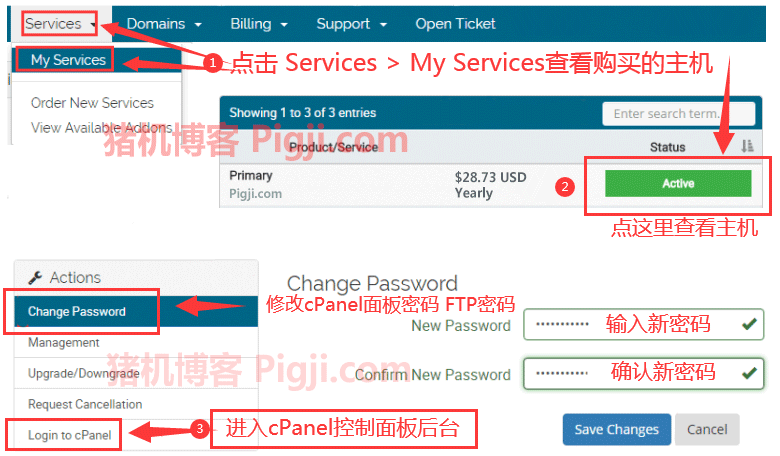 Services Domains Billing Support Open Ticket
My Services
1 点击 Services > My Services查看购买的主机
Order New Services
View Available Addons
Showing 1 to 3 of 3 entries
Enter search term...
猪机博客 Pigji.com
Product/Service Status
Primary
Pigji.com
$28.73 USD
Yearly
2
Active
点这里查看主机
Actions
Change Password
Change Password
修改cPanel面板密码 FTP密码
New Password 输入新密码
Management
猪机博客 Pigji.com
Upgrade/Downgrade
Confirm New Password 确认新密码
Request Cancellation
Login to cPanel
3 进入cPanel控制面板后台
Save Changes Cancel